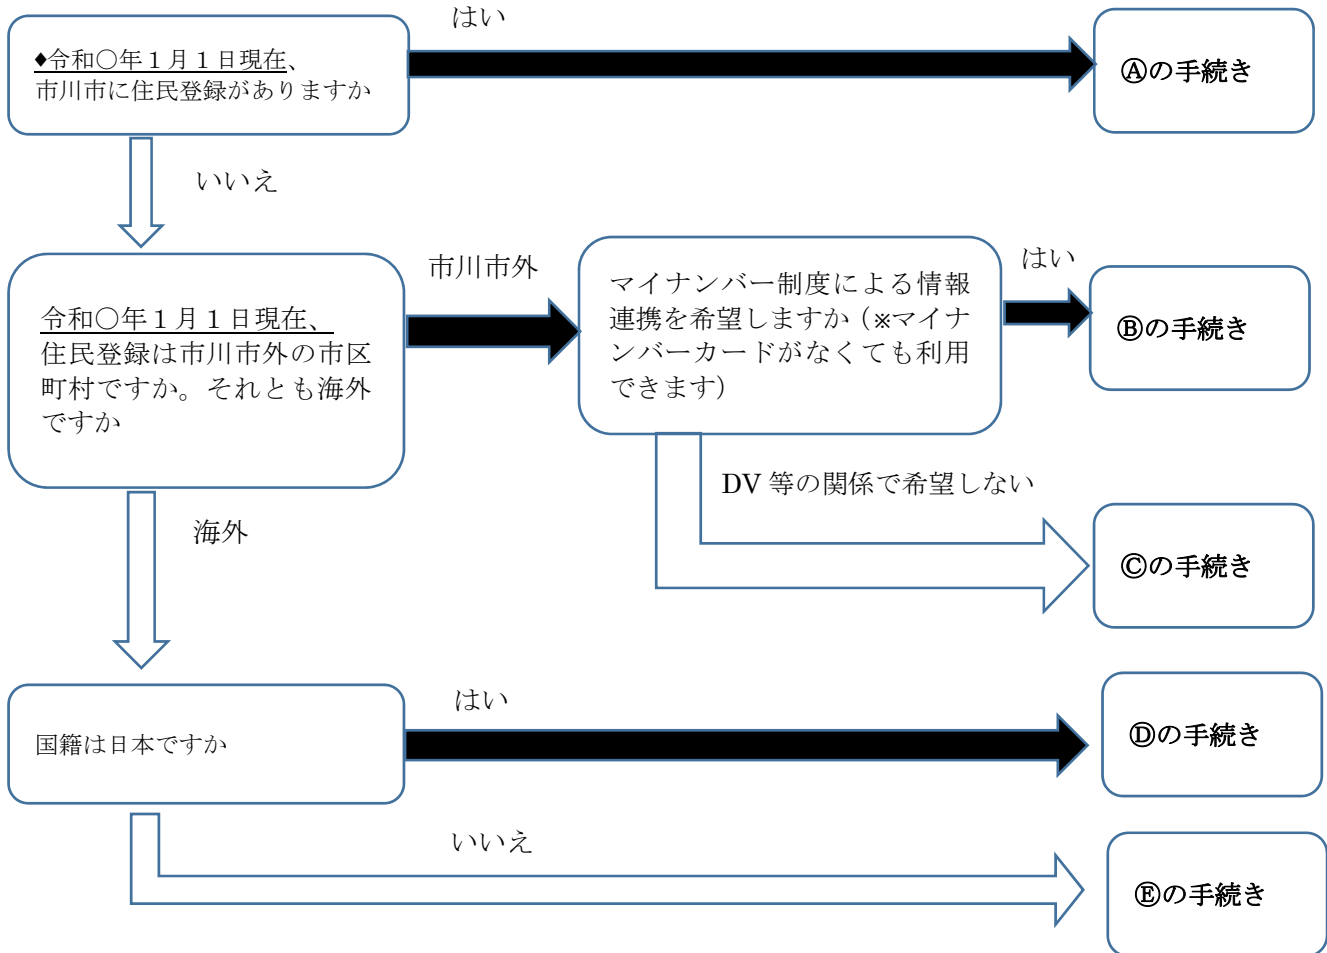 はい
♦令和〇年１月１日現在、
市川市に住民登録がありますか
Ⓐの手続き
いいえ
市川市外
はい
令和〇年１月１日現在、
住民登録は市川市外の市区
町村ですか。それとも海外
ですか
マイナンバー制度による情報
連携を希望しますか（※マイナ
ンバーカードがなくても利用
できます）
Ⓑの手続き
DV 等の関係で希望しない
海外
Ⓒの手続き
はい
国籍は日本ですか
Ⓓの手続き
いいえ
Ⓔの手続き